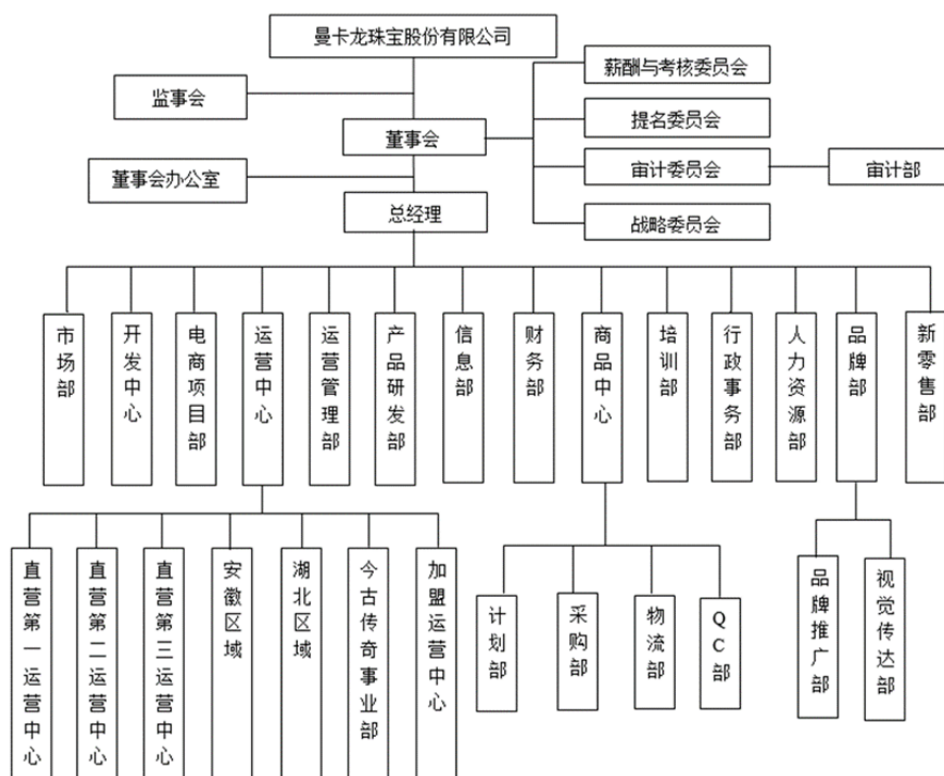 曼卡龙珠宝股份有限公司
薪酬与考核委员会
监事会
提名委员会
董事会
审计委员会
审计部
董事会办公室
总经理
战略委员会
市场部
开发中心
电商项目部
运营中心
运营管理部
产品研发部
信息部
财务部
商品中心
培训部
行政事务部
人力资源部
品牌部
新零售部
直营第一运营中心
直营第二运营中心
直营第三运营中心
安徽区域
湖北区域
今古传奇事业部
加盟运营中心
计划部
采购部
物流部
QC部
品牌推广部
视觉传达部